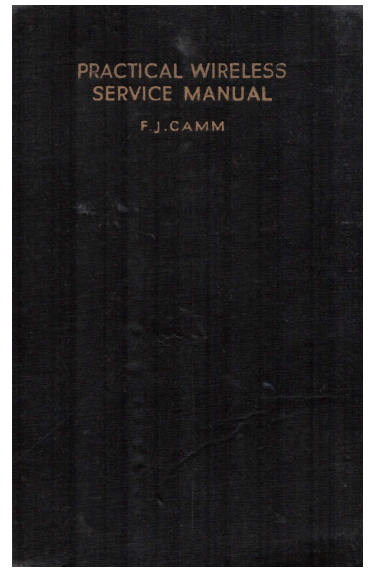 PRACTICAL WIRELESS
SERVICE MANUAL
F. J. CAMM